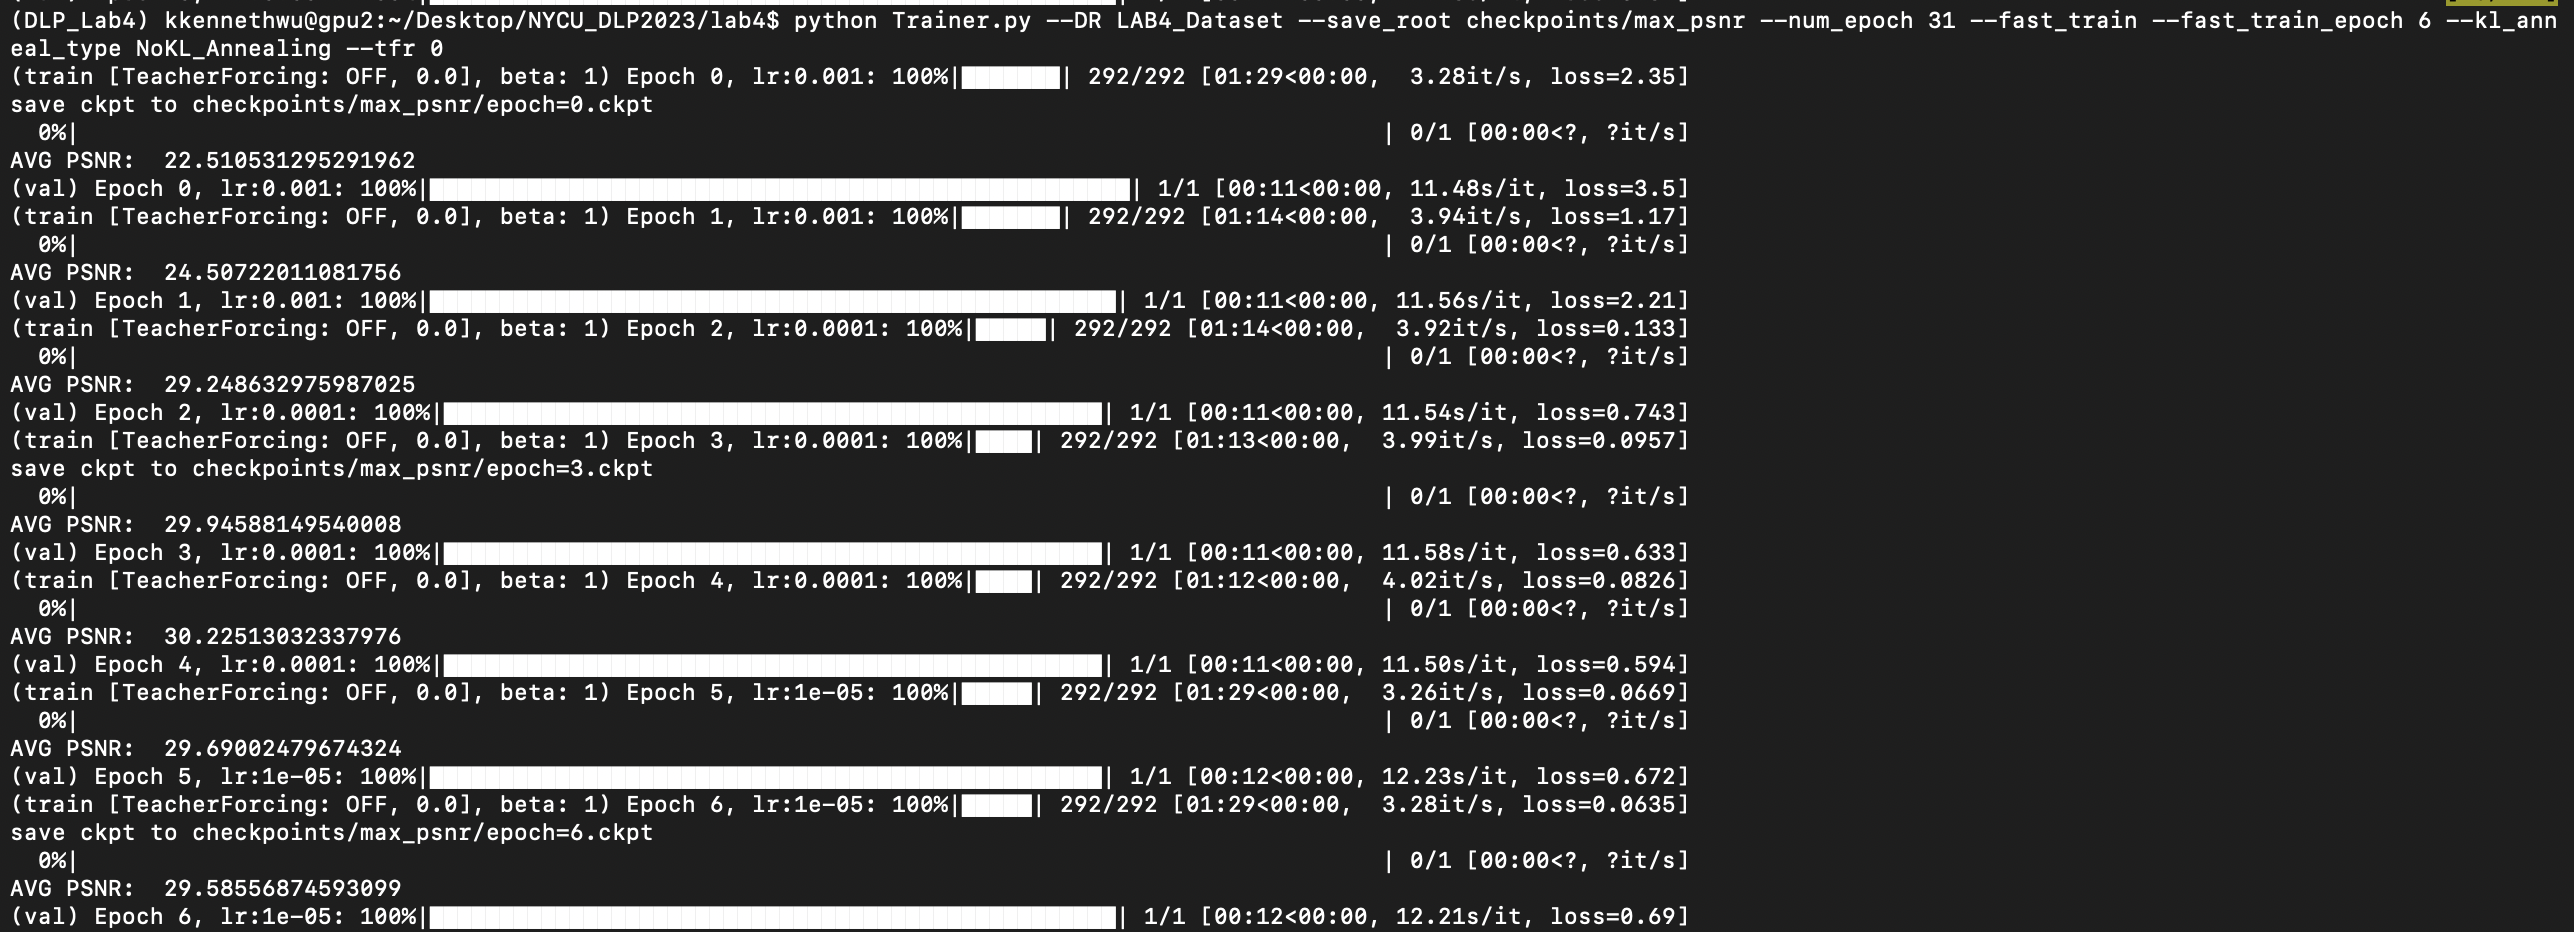 (DLP_Lab4) kkennethwu@gpu2:~/Desktop/NYCU_DLP2023/lab4$ python Trainer.py --DR LAB4_Dataset --save_root checkpoints/max_psnr --num_epoch 31 --fast_train --fast_train_epoch 6 --kl_ann
eal_type NoKL_Annealing --tfr 0
(train [TeacherForcing: OFF, 0.0], beta: 1) Epoch 0, lr:0.001: 100%|███████| 292/292 [01:29<00:00,  3.28it/s, loss=2.35]
save ckpt to checkpoints/max_psnr/epoch=0.ckpt
  0%| | 0/1 [00:00<?, ?it/s]
AVG PSNR:  22.510531295291962
(val) Epoch 0, lr:0.001: 100%|██████████| 1/1 [00:11<00:00, 11.48s/it, loss=3.5]
(train [TeacherForcing: OFF, 0.0], beta: 1) Epoch 1, lr:0.001: 100%|███████| 292/292 [01:14<00:00,  3.94it/s, loss=1.17]
  0%| | 0/1 [00:00<?, ?it/s]
AVG PSNR:  24.50722011081756
(val) Epoch 1, lr:0.001: 100%|██████████| 1/1 [00:11<00:00, 11.56s/it, loss=2.21]
(train [TeacherForcing: OFF, 0.0], beta: 1) Epoch 2, lr:0.0001: 100%|█████| 292/292 [01:14<00:00,  3.92it/s, loss=0.133]
  0%| | 0/1 [00:00<?, ?it/s]
AVG PSNR:  29.248632975987025
(val) Epoch 2, lr:0.0001: 100%|██████████| 1/1 [00:11<00:00, 11.54s/it, loss=0.743]
(train [TeacherForcing: OFF, 0.0], beta: 1) Epoch 3, lr:0.0001: 100%|████| 292/292 [01:13<00:00,  3.99it/s, loss=0.0957]
save ckpt to checkpoints/max_psnr/epoch=3.ckpt
  0%| | 0/1 [00:00<?, ?it/s]
AVG PSNR:  29.94588149540008
(val) Epoch 3, lr:0.0001: 100%|██████████| 1/1 [00:11<00:00, 11.58s/it, loss=0.633]
(train [TeacherForcing: OFF, 0.0], beta: 1) Epoch 4, lr:0.0001: 100%|████| 292/292 [01:12<00:00,  4.02it/s, loss=0.0826]
  0%| | 0/1 [00:00<?, ?it/s]
AVG PSNR:  30.22513032337976
(val) Epoch 4, lr:0.0001: 100%|██████████| 1/1 [00:11<00:00, 11.50s/it, loss=0.594]
(train [TeacherForcing: OFF, 0.0], beta: 1) Epoch 5, lr:1e-05: 100%|█████| 292/292 [01:29<00:00,  3.26it/s, loss=0.0669]
  0%| | 0/1 [00:00<?, ?it/s]
AVG PSNR:  29.69002479674324
(val) Epoch 5, lr:1e-05: 100%|██████████| 1/1 [00:12<00:00, 12.23s/it, loss=0.672]
(train [TeacherForcing: OFF, 0.0], beta: 1) Epoch 6, lr:1e-05: 100%|█████| 292/292 [01:29<00:00,  3.28it/s, loss=0.0635]
save ckpt to checkpoints/max_psnr/epoch=6.ckpt
  0%| | 0/1 [00:00<?, ?it/s]
AVG PSNR:  29.58556874593099
(val) Epoch 6, lr:1e-05: 100%|██████████| 1/1 [00:12<00:00, 12.21s/it, loss=0.69]